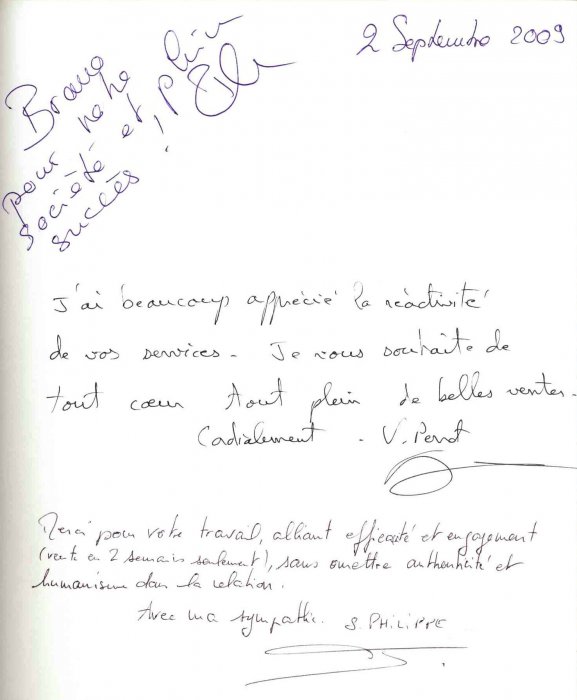 2 Septembre 2009
Bravo
pour votre
société et plein
succès !
J'ai beaucoup apprécié la réactivité
de vos services - Je vous souhaite de
tout cœur tout plein de belles ventes.
Cordialement - V. Perrot
Merci pour votre travail, alliant efficacité et engagement
(vente en 2 semaines seulement), sans omettre authenticité et
humanisme dans la relation.
Avec ma sympathie. S. PHILIPPE